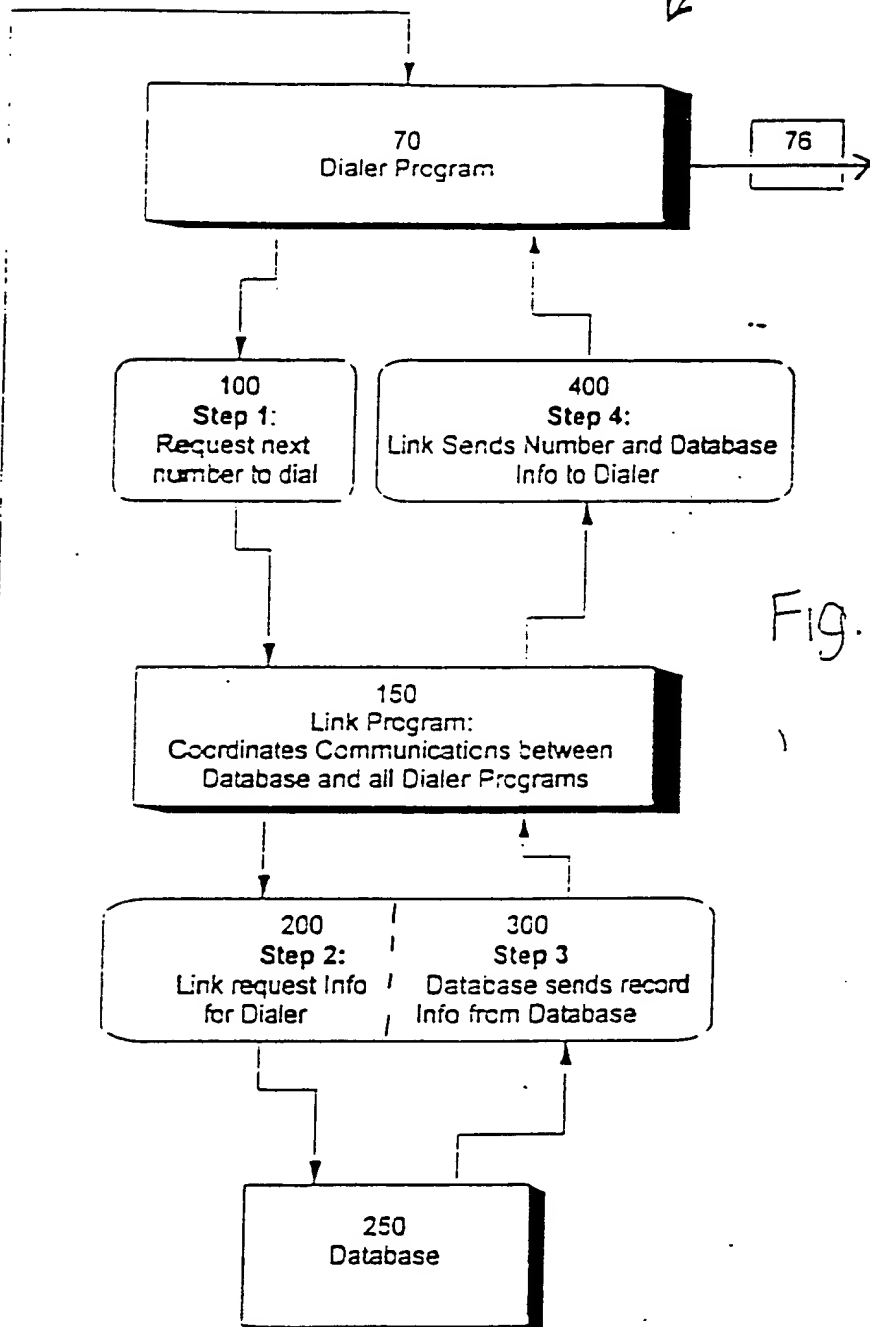 70
Dialer Program
76
100
Step 1:
Request next
number to dial
400
Step 4:
Link Sends Number and Database
Info to Dialer
Fig.
150
Link Program:
Coordinates Communications between
Database and all Dialer Programs
200
Step 2:
Link request Info
for Dialer
300
Step 3
Database sends record
Info from Database
250
Database